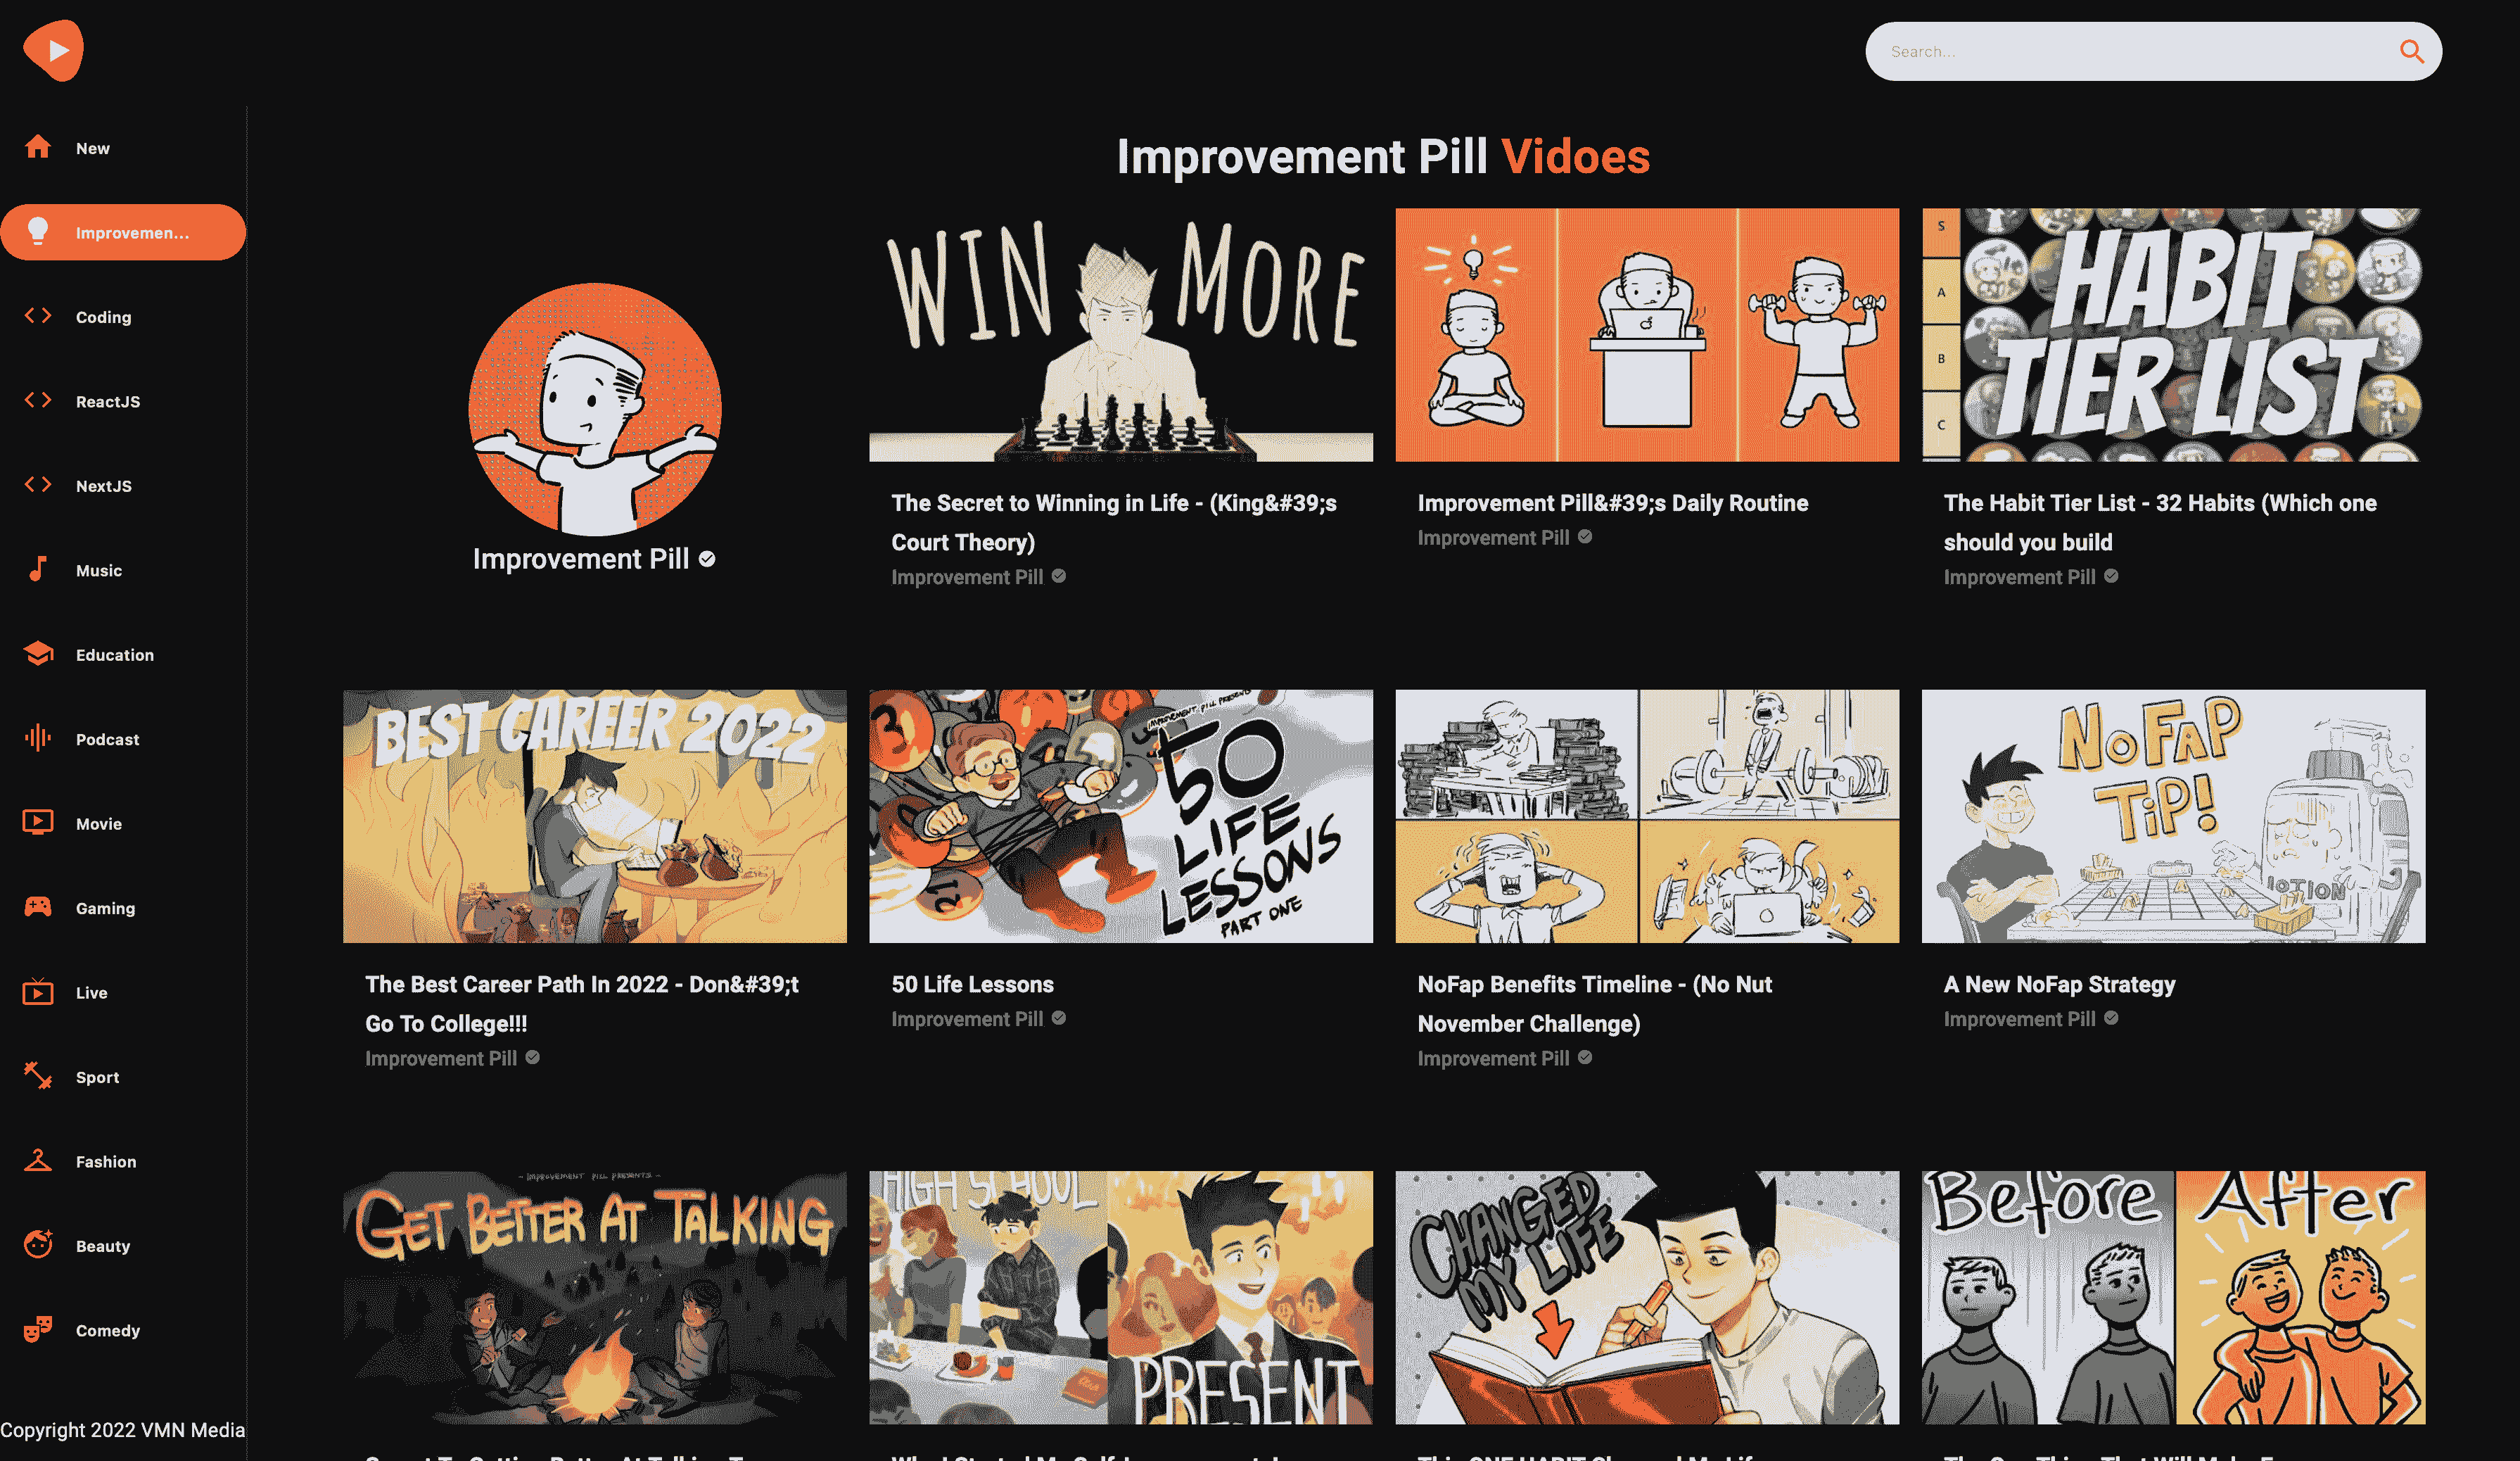 Search...
New
Improvemen...
Coding
ReactJS
NextJS
Music
Education
Podcast
Movie
Gaming
Live
Sport
Fashion
Beauty
Comedy
Copyright 2022 VMN Media
Improvement Pill Vidoes
Improvement Pill
WIN MORE
The Secret to Winning in Life - (King&#39;s
Court Theory)
Improvement Pill
Improvement Pill&#39;s Daily Routine
Improvement Pill
S
A
B
C
HABIT
TIER LIST
The Habit Tier List - 32 Habits (Which one
should you build
Improvement Pill
BEST CAREER 2022
The Best Career Path In 2022 - Don&#39;t
Go To College!!!
Improvement Pill
IMPROVEMENT PILL PRESENTS
3
21
50
LIFE
LESSONS
PART ONE
50 Life Lessons
Improvement Pill
NoFap Benefits Timeline - (No Nut
November Challenge)
Improvement Pill
NOFAP
TiP!
LOTION
A New NoFap Strategy
Improvement Pill
- IMPROVEMENT PILL PRESENTS -
GET BETTER AT TALKING
HIGH SCHOOL
PRESENT
CHANGED
MY LIFE
Before
After